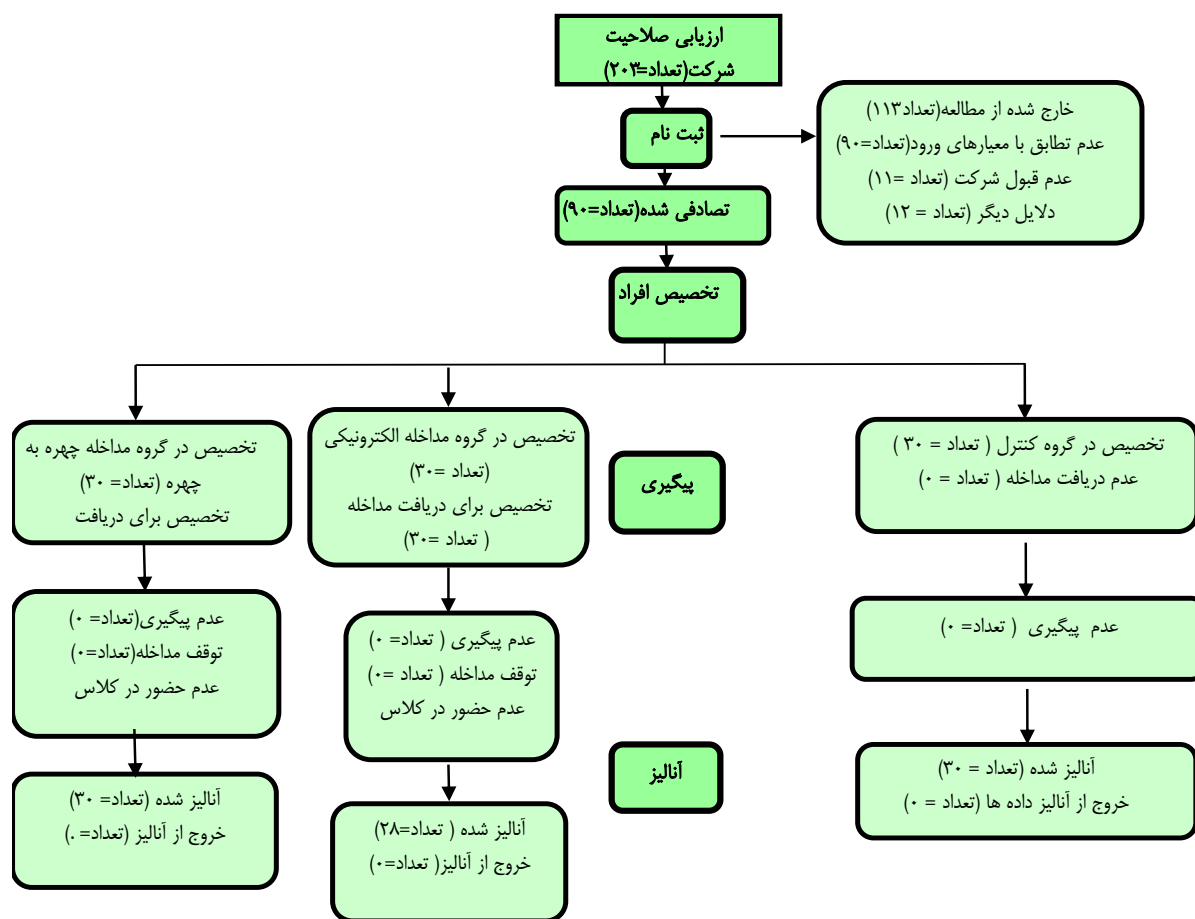 ارزیابی صلاحیت
شرکت(تعداد=۲۰۳)
ثبت نام
خارج شده از مطالعه(تعداد۱۱۳)
عدم تطابق با معیارهای ورود(تعداد=۹۰)
عدم قبول شرکت (تعداد =۱۱)
دلایل دیگر (تعداد = ۱۲)
تصادفی شده(تعداد=۹۰)
تخصیص افراد
تخصیص در گروه کنترل ( تعداد = ۳۰ )
عدم دریافت مداخله ( تعداد = ۰)
تخصیص در گروه مداخله الکترونیکی
(تعداد =۳۰)
تخصیص برای دریافت مداخله
( تعداد =۳۰)
تخصیص در گروه مداخله چهره به
چهره (تعداد= ۳۰)
تخصیص برای دریافت
پیگیری
عدم پیگیری ( تعداد= ۰)
عدم پیگیری ( تعداد= ۰)
توقف مداخله ( تعداد =۰)
عدم حضور در کلاس
عدم پیگیری(تعداد= ۰)
توقف مداخله(تعداد=۰)
عدم حضور در کلاس
آنالیز
آنالیز شده (تعداد = ۳۰)
خروج از آنالیز داده ها (تعداد = ۰)
آنالیز شده ( تعداد=۲۸)
خروج از آنالیز( تعداد=۰)
آنالیز شده (تعداد= ۳۰)
خروج از آنالیز (تعداد= .)